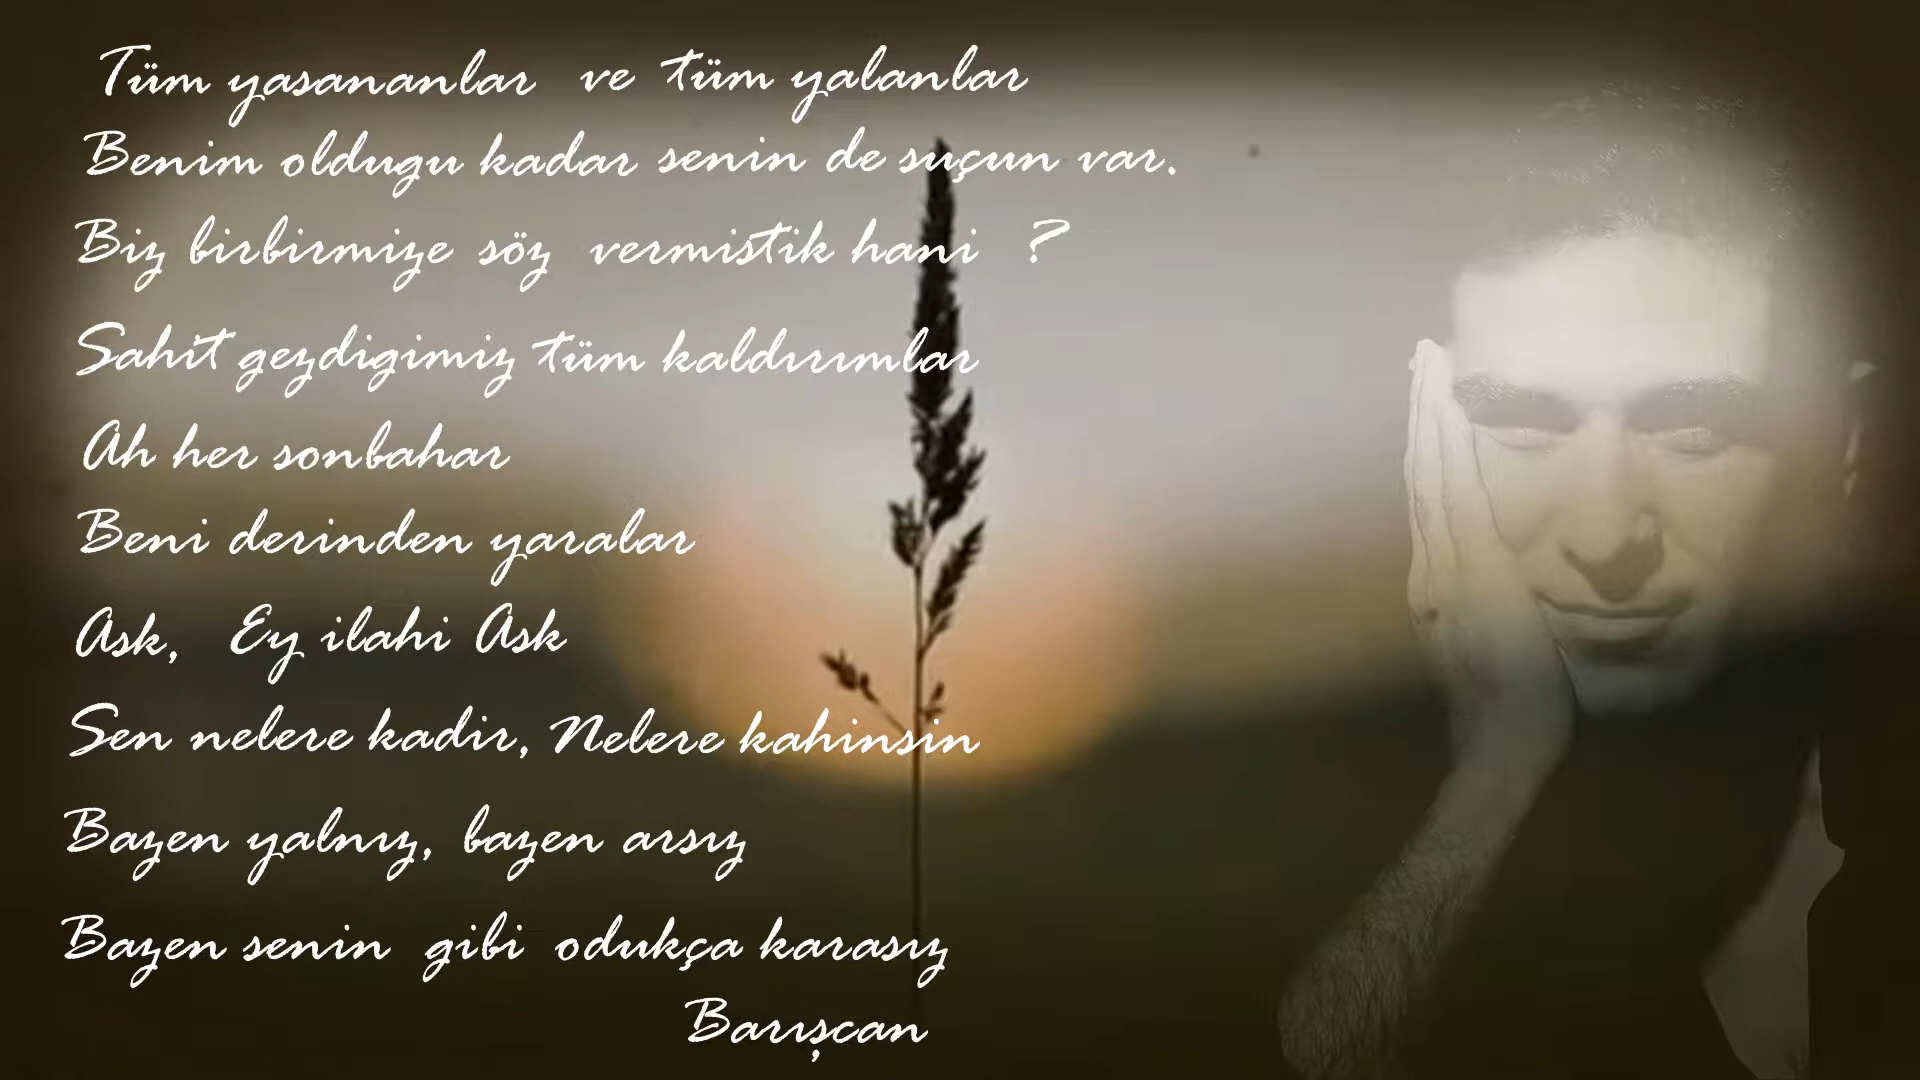 Tüm yasananlar ve tüm yalanlar
Benim oldugu kadar senin de suçun var.
Biz birbirmize söz vermistik hani ?
Sahit gezdigimiz tüm kaldırımlar
Ah her sonbahar
Beni derinden yaralar
Ask, Ey ilahi Ask
Sen nelere kadir, Nelere kahinsin
Bazen yalnız, bazen arsız
Bazen senin gibi odukça karasız
Barışcan